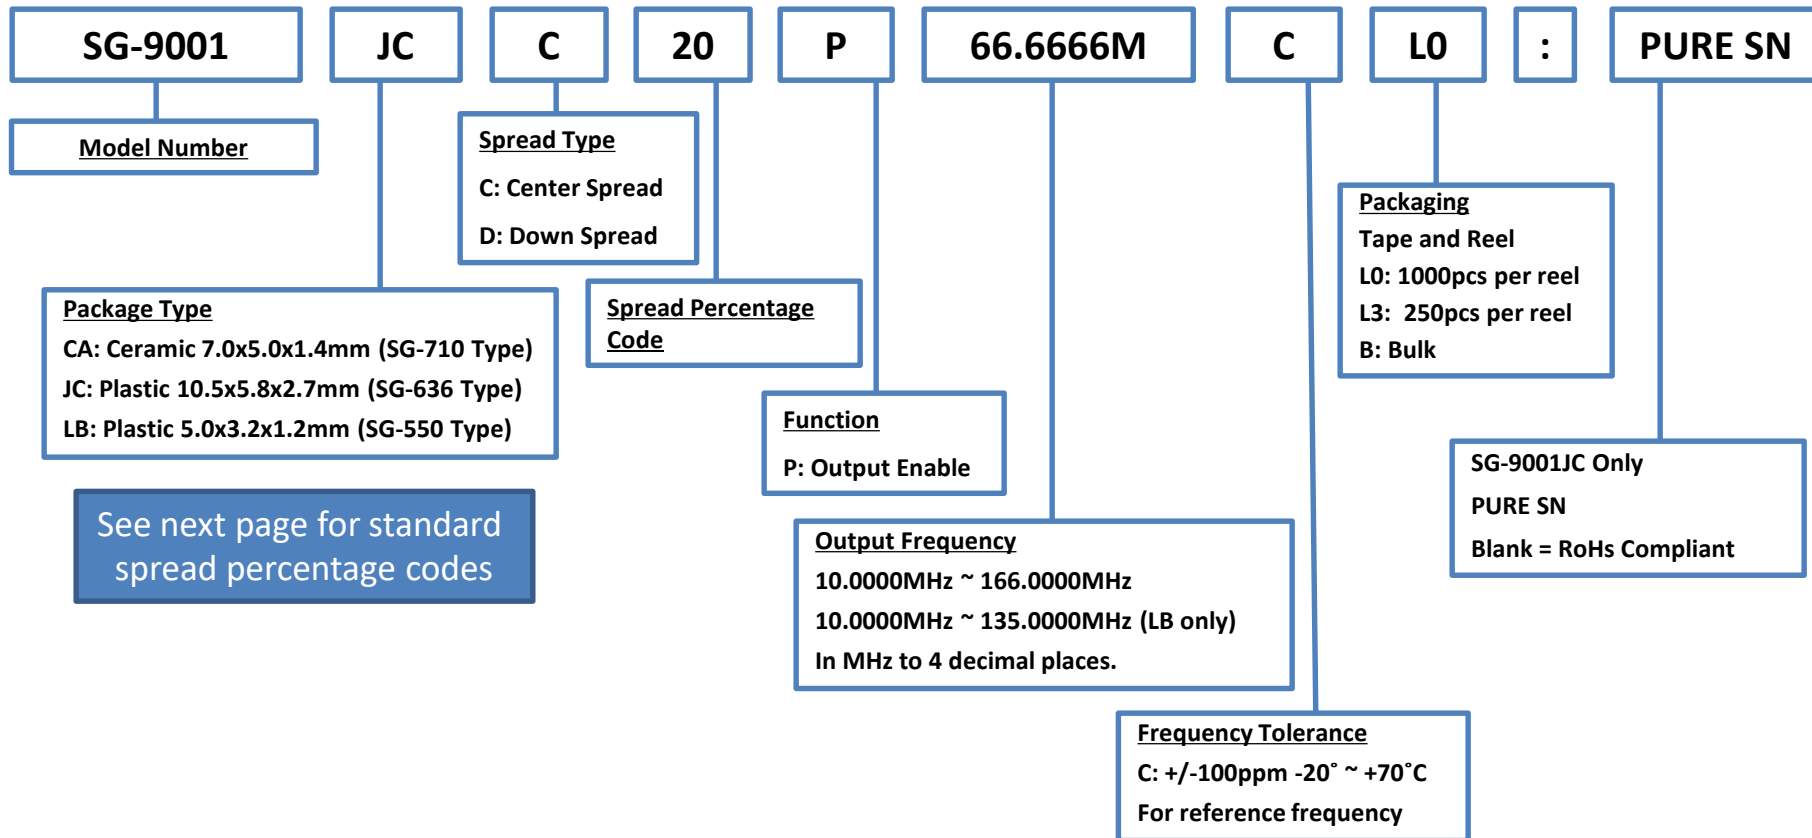 SG-9001 JC C 20 P 66.6666M C L0 : PURE SN
Model Number
Spread Type
C: Center Spread
D: Down Spread
Packaging
Tape and Reel
L0: 1000pcs per reel
L3: 250pcs per reel
B: Bulk
Package Type
CA: Ceramic 7.0x5.0x1.4mm (SG-710 Type)
JC: Plastic 10.5x5.8x2.7mm (SG-636 Type)
LB: Plastic 5.0x3.2x1.2mm (SG-550 Type)
Spread Percentage
Code
Function
P: Output Enable
SG-9001JC Only
PURE SN
Blank = RoHs Compliant
See next page for standard
spread percentage codes
Output Frequency
10.0000MHz ~ 166.0000MHz
10.0000MHz ~ 135.0000MHz (LB only)
In MHz to 4 decimal places.
Frequency Tolerance
C: +/-100ppm -20˚ ~ +70˚C
For reference frequency